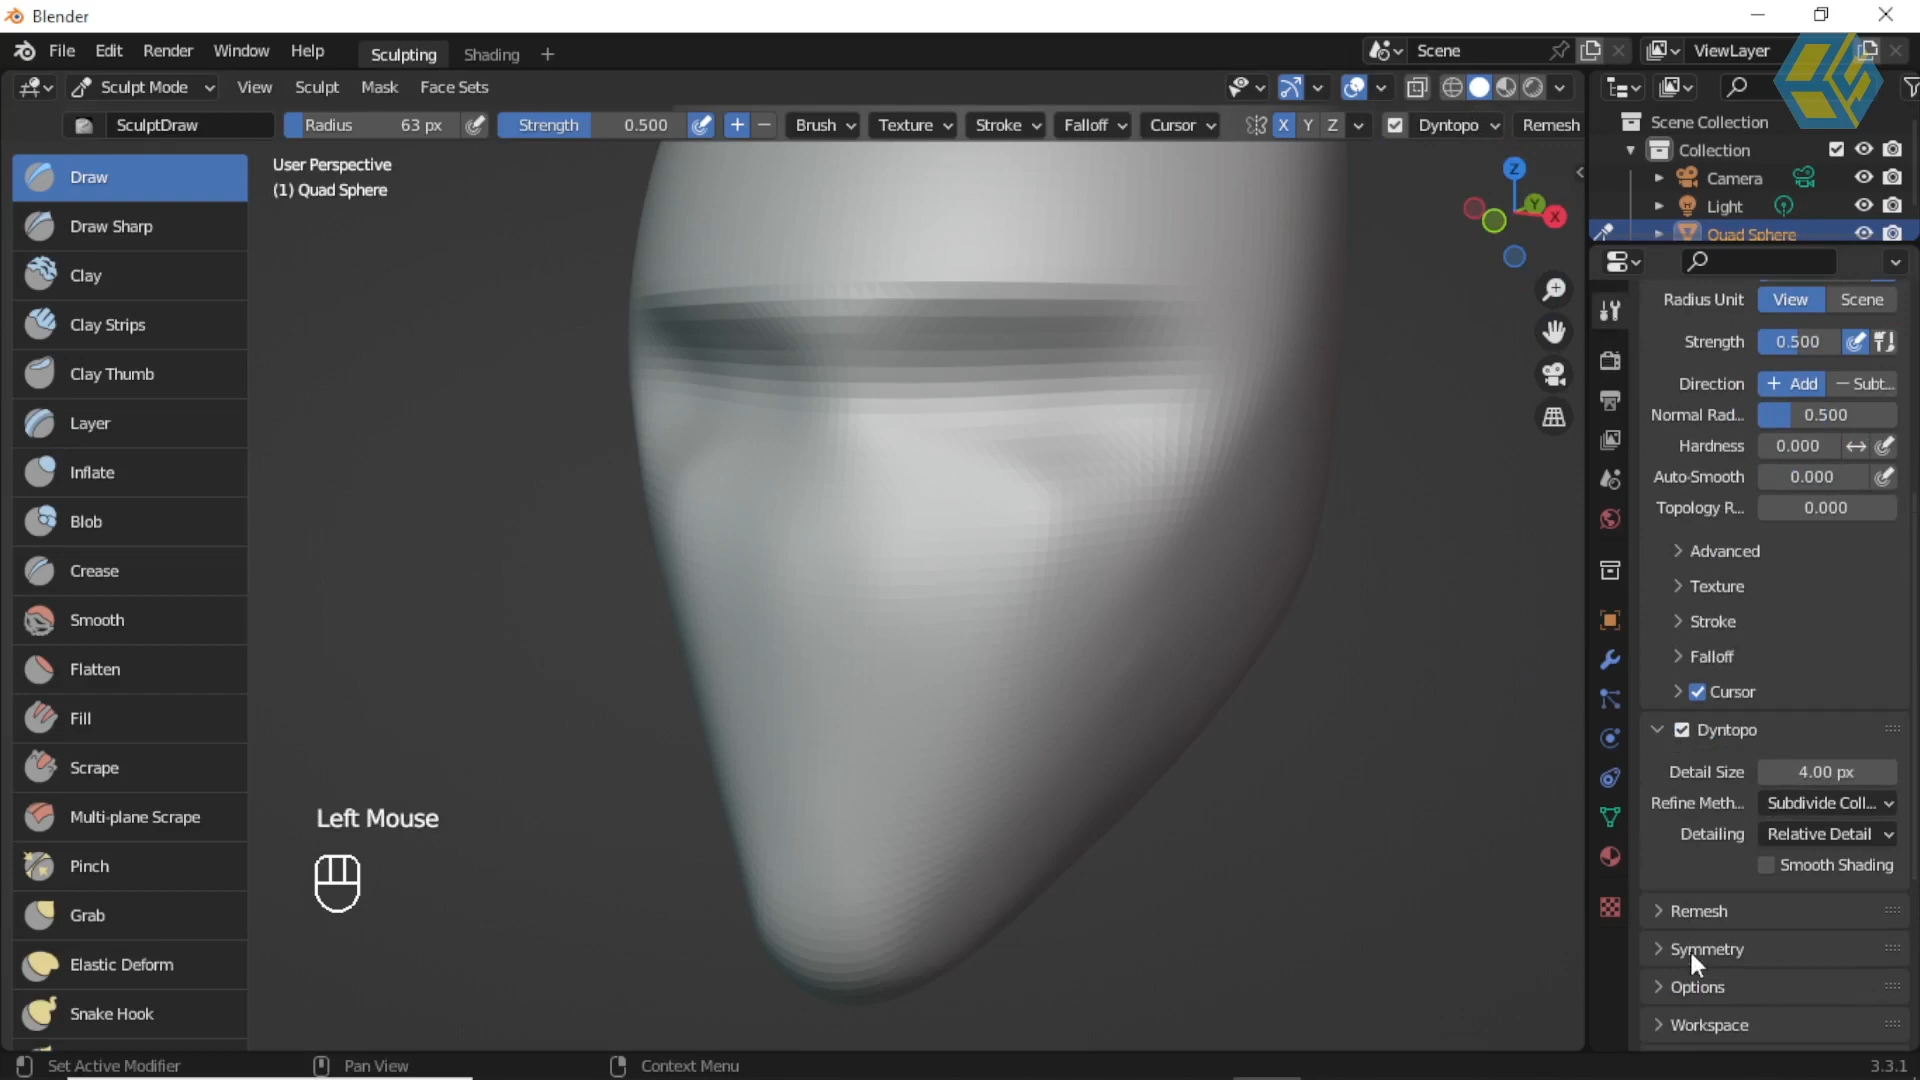 Blender
File Edit Render Window Help Sculpting Shading + Scene ViewLayer
Sculpt Mode View Sculpt Mask Face Sets
SculptDraw Radius 63 px Strength 0.500 Brush Texture Stroke Falloff Cursor X Y Z Dyntopo Remesh
User Perspective
(1) Quad Sphere
Draw
Draw Sharp
Clay
Clay Strips
Clay Thumb
Layer
Inflate
Blob
Crease
Smooth
Flatten
Fill
Scrape
Multi-plane Scrape
Pinch
Grab
Elastic Deform
Snake Hook
Left Mouse
Z
Y
X
Scene Collection
Collection
Camera
Light
Quad Sphere
Radius Unit View Scene
Strength 0.500
Direction + Add − Subt...
Normal Rad... 0.500
Hardness 0.000
Auto-Smooth 0.000
Topology R... 0.000
Advanced
Texture
Stroke
Falloff
Cursor
Dyntopo
Detail Size 4.00 px
Refine Meth... Subdivide Coll...
Detailing Relative Detail
Smooth Shading
Remesh
Symmetry
Options
Workspace
Set Active Modifier Pan View Context Menu 3.3.1